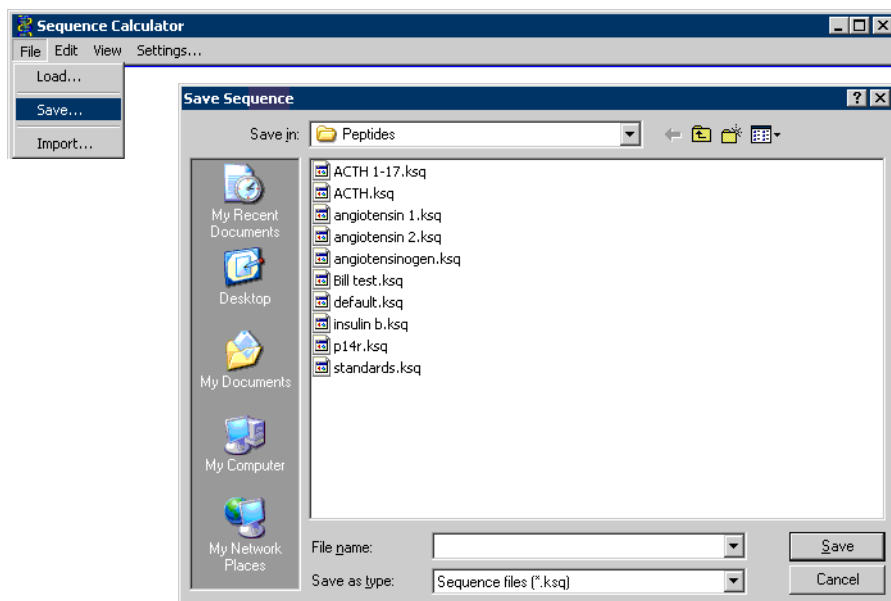 Sequence Calculator
File Edit View Settings...
Load...
Save...
Import...
Save Sequence
Save in: Peptides
My Recent
Documents
Desktop
My Documents
My Computer
My Network
Places
ACTH 1-17.ksq
ACTH.ksq
angiotensin 1.ksq
angiotensin 2.ksq
angiotensinogen.ksq
Bill test.ksq
default.ksq
insulin b.ksq
p14r.ksq
standards.ksq
File name:
Save
Save as type: Sequence files (*.ksq)
Cancel